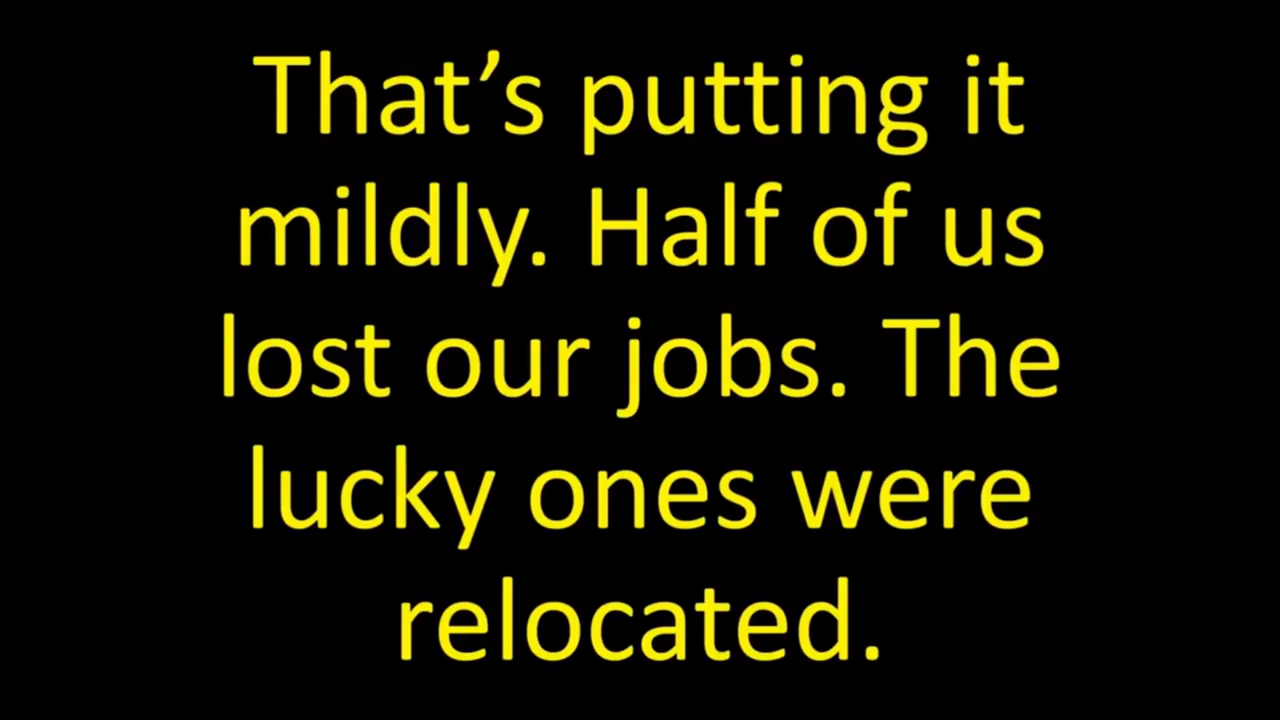 That’s putting it
mildly. Half of us
lost our jobs. The
lucky ones were
relocated.